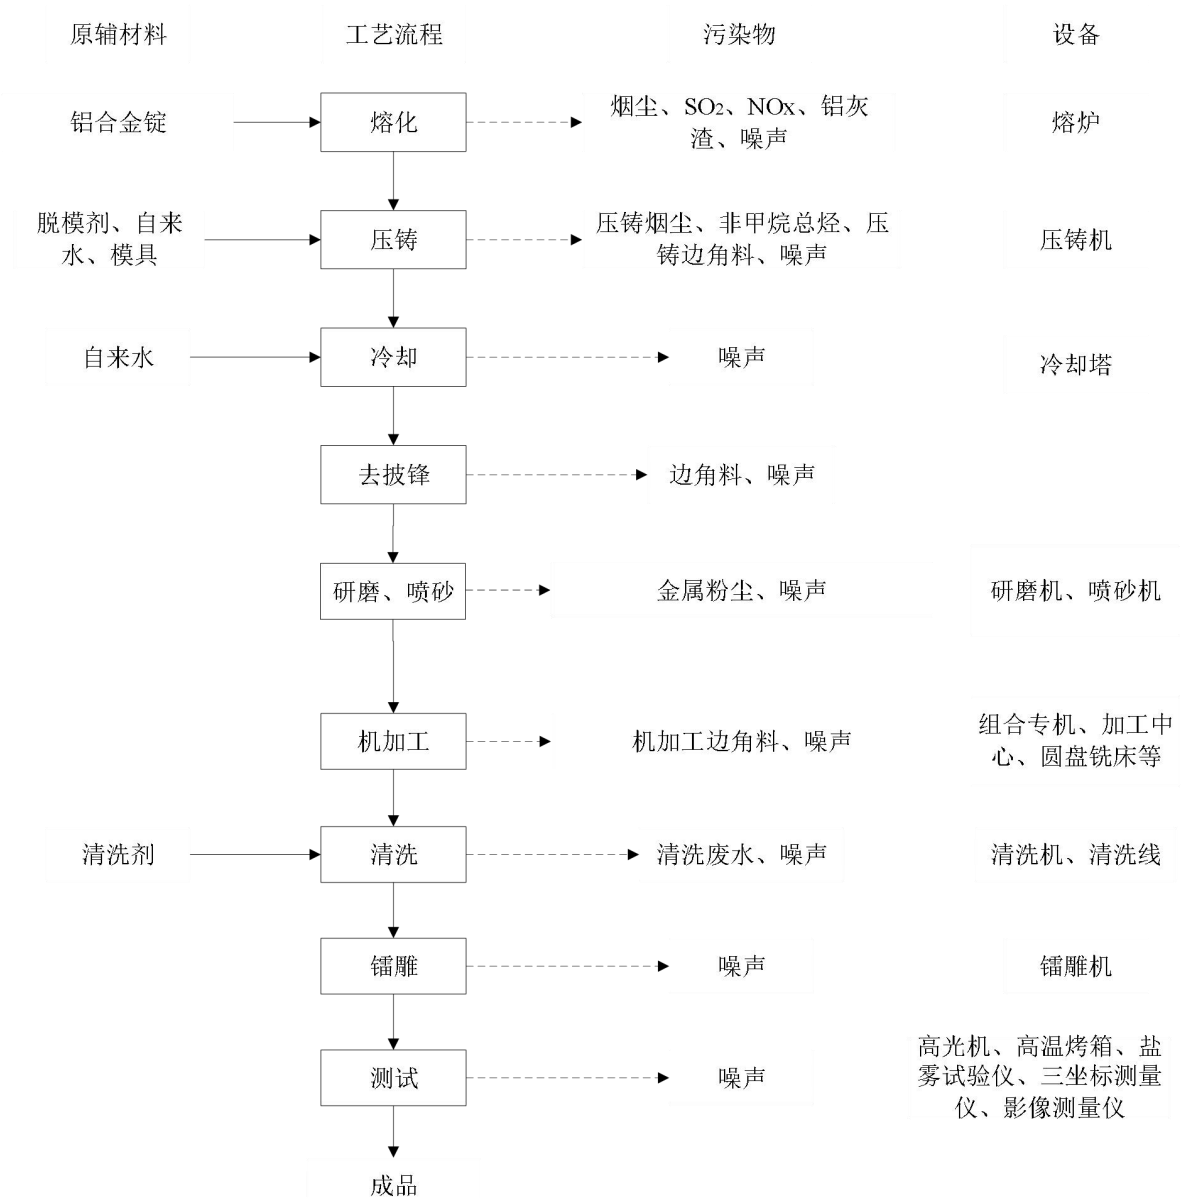 原辅材料 工艺流程 污染物 设备
铝合金锭 熔化 烟尘、SO₂、NOx、铝灰
渣、噪声 熔炉
脱模剂、自来
水、模具 压铸 压铸烟尘、非甲烷总烃、压
铸边角料、噪声 压铸机
自来水 冷却 噪声 冷却塔
去披锋 边角料、噪声
研磨、喷砂 金属粉尘、噪声 研磨机、喷砂机
机加工 机加工边角料、噪声 组合专机、加工中
心、圆盘铣床等
清洗剂 清洗 清洗废水、噪声 清洗机、清洗线
镭雕 噪声 镭雕机
测试 噪声 高光机、高温烤箱、盐
雾试验仪、三坐标测量
仪、影像测量仪
成品